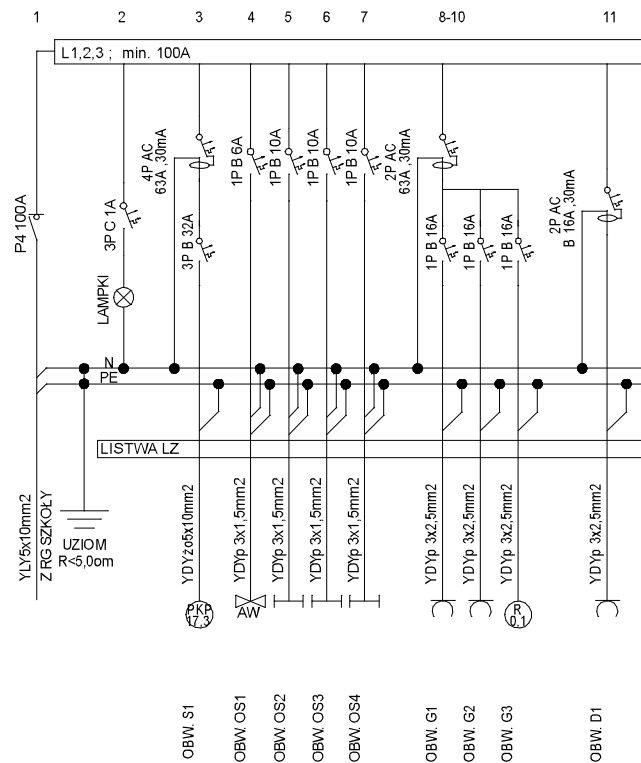 1 2 3 4 5 6 7 8-10 11
L1,2,3 ; min. 100A
P4 100A
3P C 1A
LAMPKI
4P AC
63A ,30mA
3P B 32A
1P B 6A
1P B 10A
1P B 10A
1P B 10A
2P AC
63A ,30mA
1P B 16A
1P B 16A
1P B 16A
2P AC
B 16A ,30mA
N
PE
LISTWA LZ
YLY5x10mm2
Z RG SZKOŁY
UZIOM
R<5,0om
YDYżo5x10mm2
YDYp 3x1,5mm2
YDYp 3x1,5mm2
YDYp 3x1,5mm2
YDYp 3x1,5mm2
YDYp 3x2,5mm2
YDYp 3x2,5mm2
YDYp 3x2,5mm2
YDYp 3x2,5mm2
PKP
17,3
AW
R
0,1
OBW. S1
OBW. OS1
OBW. OS2
OBW. OS3
OBW. OS4
OBW. G1
OBW. G2
OBW. G3
OBW. D1